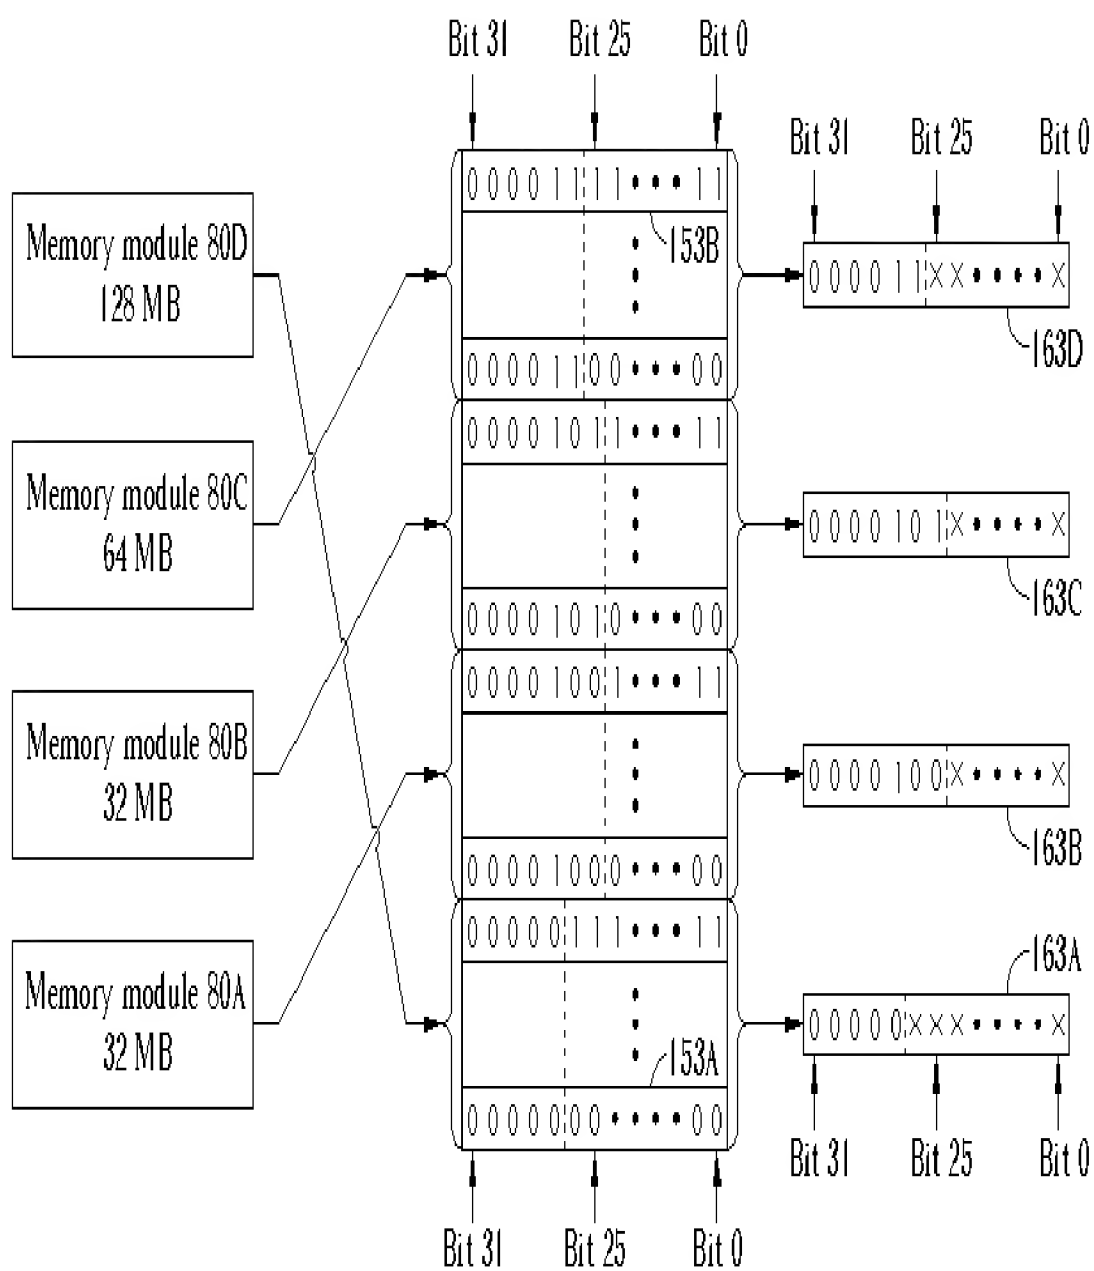 Bit 31 Bit 25 Bit 0
Bit 31 Bit 25 Bit 0
0 0 0 0 1 1 1 1 • • • 1 1
153B
•
•
•
0 0 0 0 1 1 0 0 • • • 0 0
Memory module 80D
128 MB
0 0 0 0 1 1 X X • • • • X
163D
0 0 0 0 1 0 1 1 • • • 1 1
•
•
•
0 0 0 0 1 0 1 0 • • • 0 0
Memory module 80C
64 MB
0 0 0 0 1 0 1 X • • • • X
163C
0 0 0 0 1 0 0 1 • • • 1 1
•
•
•
0 0 0 0 1 0 0 0 • • • 0 0
Memory module 80B
32 MB
0 0 0 0 1 0 0 X • • • • X
163B
0 0 0 0 0 1 1 1 • • • 1 1
•
•
•
153A
0 0 0 0 0 0 0 • • • • 0 0
Memory module 80A
32 MB
163A
0 0 0 0 0 X X X • • • • X
Bit 31 Bit 25 Bit 0
Bit 31 Bit 25 Bit 0